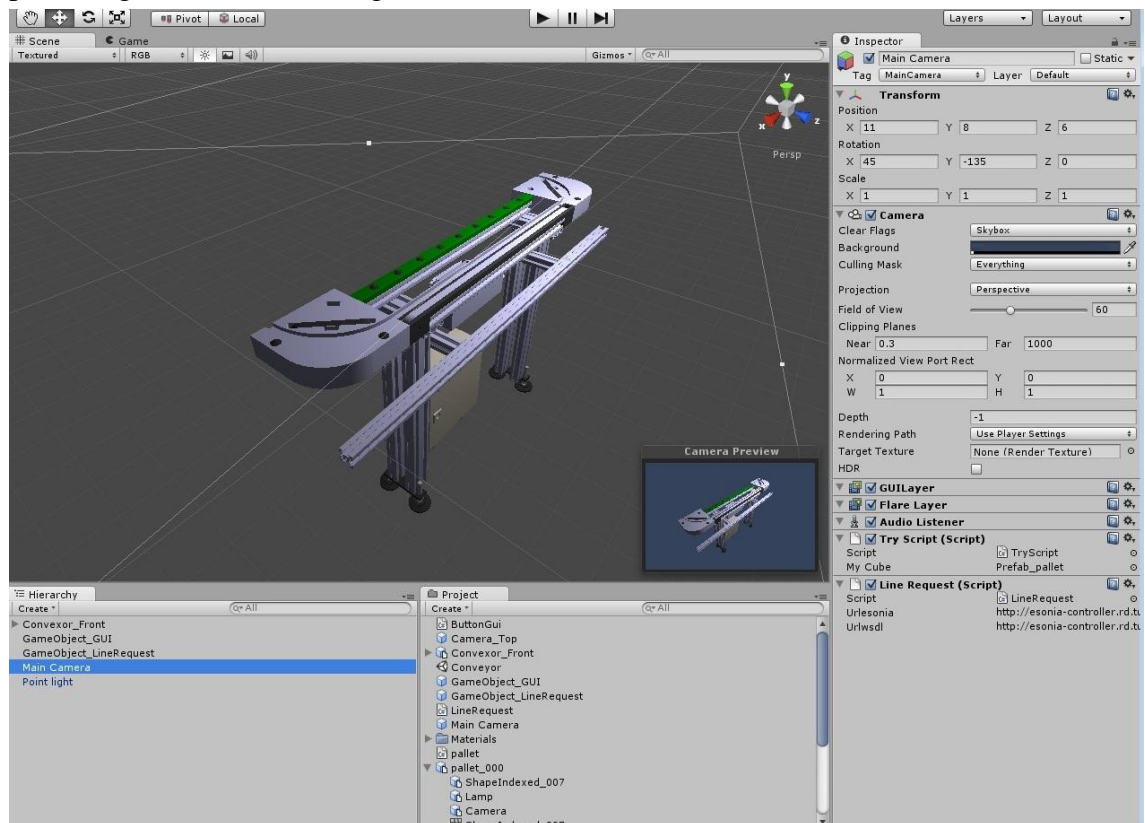 Pivot Local Layers Layout
Scene Game
Textured RGB Gizmos All
y
x z
Persp
Camera Preview
Inspector
Main Camera Static
Tag MainCamera Layer Default
Transform
Position
X 11 Y 8 Z 6
Rotation
X 45 Y -135 Z 0
Scale
X 1 Y 1 Z 1
Camera
Clear Flags Skybox
Background
Culling Mask Everything
Projection Perspective
Field of View 60
Clipping Planes
Near 0.3 Far 1000
Normalized View Port Rect
X 0 Y 0
W 1 H 1
Depth -1
Rendering Path Use Player Settings
Target Texture None (Render Texture)
HDR
GUILayer
Flare Layer
Audio Listener
Try Script (Script)
Script TryScript
My Cube Prefab_pallet
Line Request (Script)
Script LineRequest
Urlesonia http://esonia-controller.rd.tu
Urlwsdl http://esonia-controller.rd.tu
Hierarchy
Create All
Convexor_Front
GameObject_GUI
GameObject_LineRequest
Main Camera
Point light
Project
Create All
ButtonGui
Camera_Top
Convexor_Front
Conveyor
GameObject_GUI
GameObject_LineRequest
LineRequest
Main Camera
Materials
pallet
pallet_000
ShapeIndexed_007
Lamp
Camera